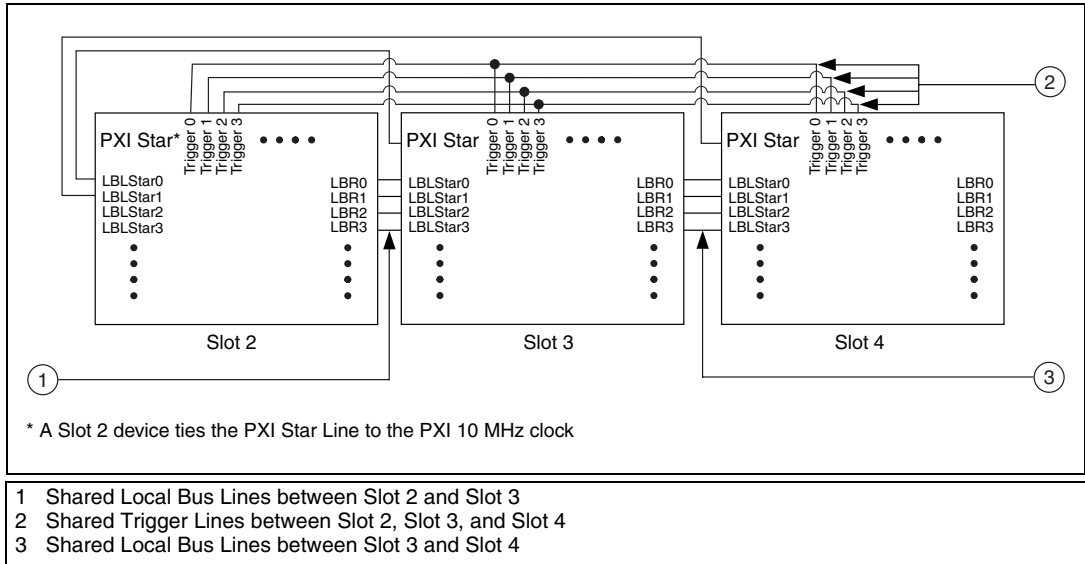 2
Trigger 0
Trigger 1
Trigger 2
Trigger 3
Trigger 0
Trigger 1
Trigger 2
Trigger 3
Trigger 0
Trigger 1
Trigger 2
Trigger 3
PXI Star*
PXI Star
PXI Star
LBLStar0
LBLStar1
LBLStar2
LBLStar3
LBR0
LBR1
LBR2
LBR3
LBLStar0
LBLStar1
LBLStar2
LBLStar3
LBR0
LBR1
LBR2
LBR3
LBLStar0
LBLStar1
LBLStar2
LBLStar3
LBR0
LBR1
LBR2
LBR3
Slot 2
Slot 3
Slot 4
1
3
* A Slot 2 device ties the PXI Star Line to the PXI 10 MHz clock
1 Shared Local Bus Lines between Slot 2 and Slot 3
2 Shared Trigger Lines between Slot 2, Slot 3, and Slot 4
3 Shared Local Bus Lines between Slot 3 and Slot 4